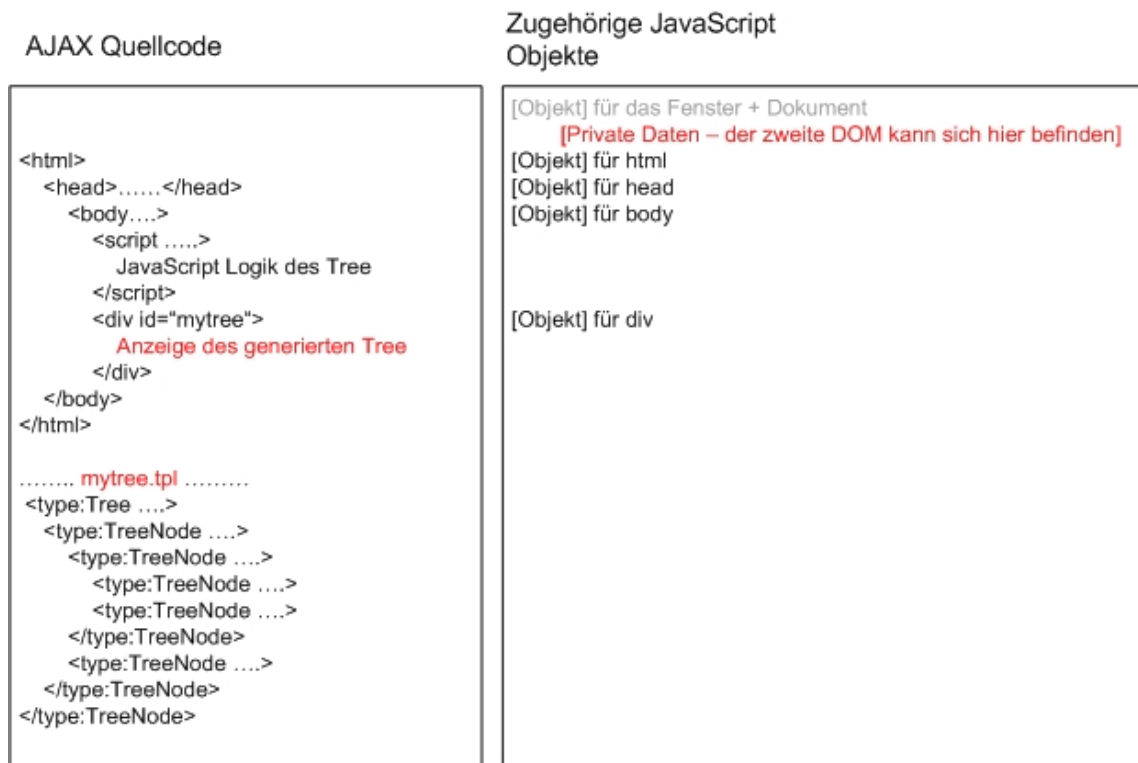 AJAX Quellcode
<html>
<head>......</head>
<body....>
<script .....>
JavaScript Logik des Tree
</script>
<div id="mytree">
Anzeige des generierten Tree
</div>
</body>
</html>
........ mytree.tpl .........
<type:Tree ....>
<type:TreeNode ....>
<type:TreeNode ....>
<type:TreeNode ....>
<type:TreeNode ....>
</type:TreeNode>
<type:TreeNode ....>
</type:TreeNode>
</type:TreeNode>
Zugehörige JavaScript
Objekte
[Objekt] für das Fenster + Dokument
[Private Daten – der zweite DOM kann sich hier befinden]
[Objekt] für html
[Objekt] für head
[Objekt] für body
[Objekt] für div